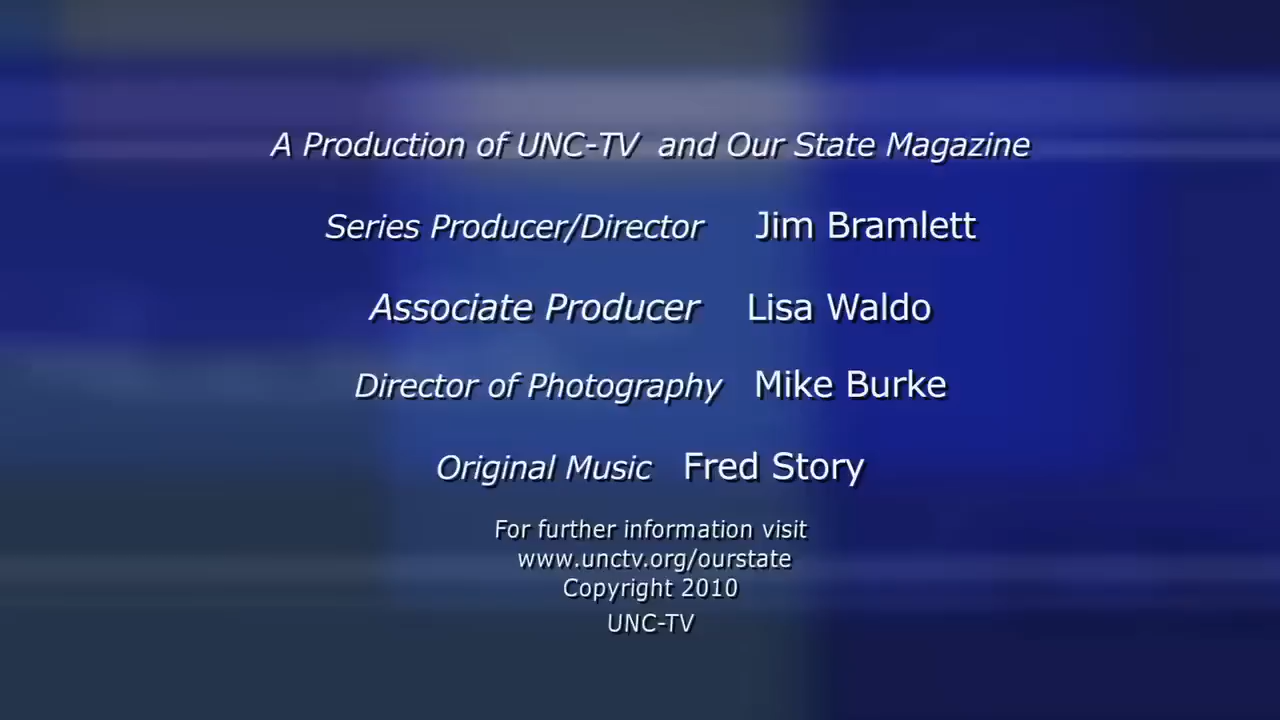 A Production of UNC-TV and Our State Magazine
Series Producer/Director Jim Bramlett
Associate Producer Lisa Waldo
Director of Photography Mike Burke
Original Music Fred Story
For further information visit
www.unctv.org/ourstate
Copyright 2010
UNC-TV